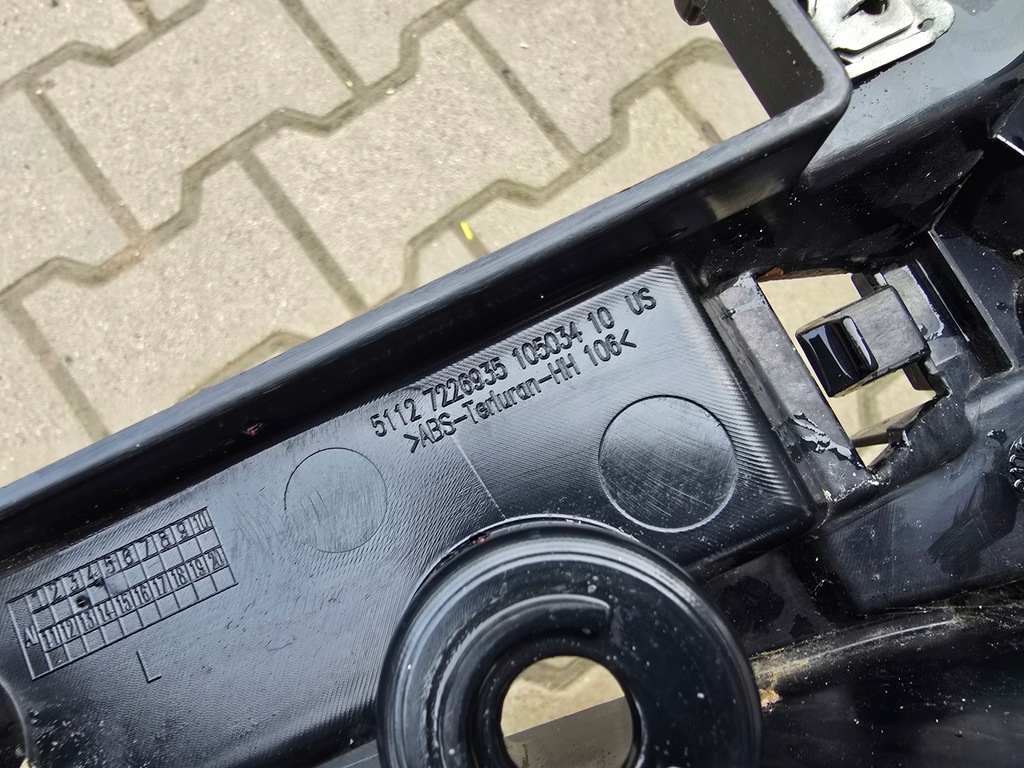 5112 7226935 105034 10 US
>ABS-Terluran-HH 106<
1 2 3 4 5 6 7 8 9 10
A
11 12 13 14 15 16 17 18 19 20
L